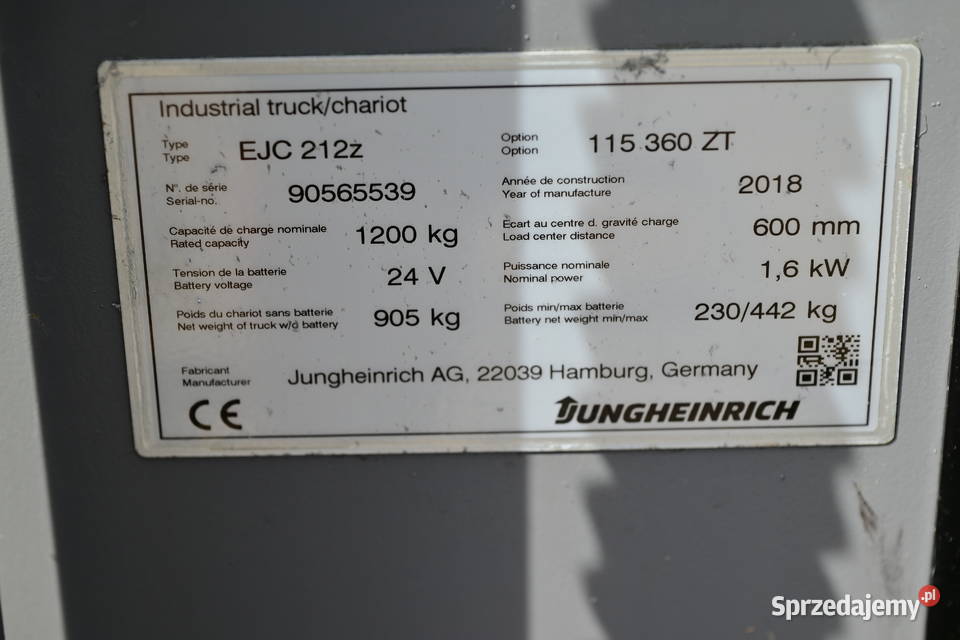 Industrial truck/chariot
Type
Type
EJC 212z
Option
Option
115 360 ZT
N°. de série
Serial-no.
90565539
Année de construction
Year of manufacture
2018
Capacité de charge nominale
Rated capacity
1200 kg
Ecart au centre d. gravité charge
Load center distance
600 mm
Tension de la batterie
Battery voltage
24 V
Puissance nominale
Nominal power
1,6 kW
Poids du chariot sans batterie
Net weight of truck w/o battery
905 kg
Poids min/max batterie
Battery net weight min/max
230/442 kg
Fabricant
Manufacturer
Jungheinrich AG, 22039 Hamburg, Germany
CE
JUNGHEINRICH
Sprzedajemy.pl